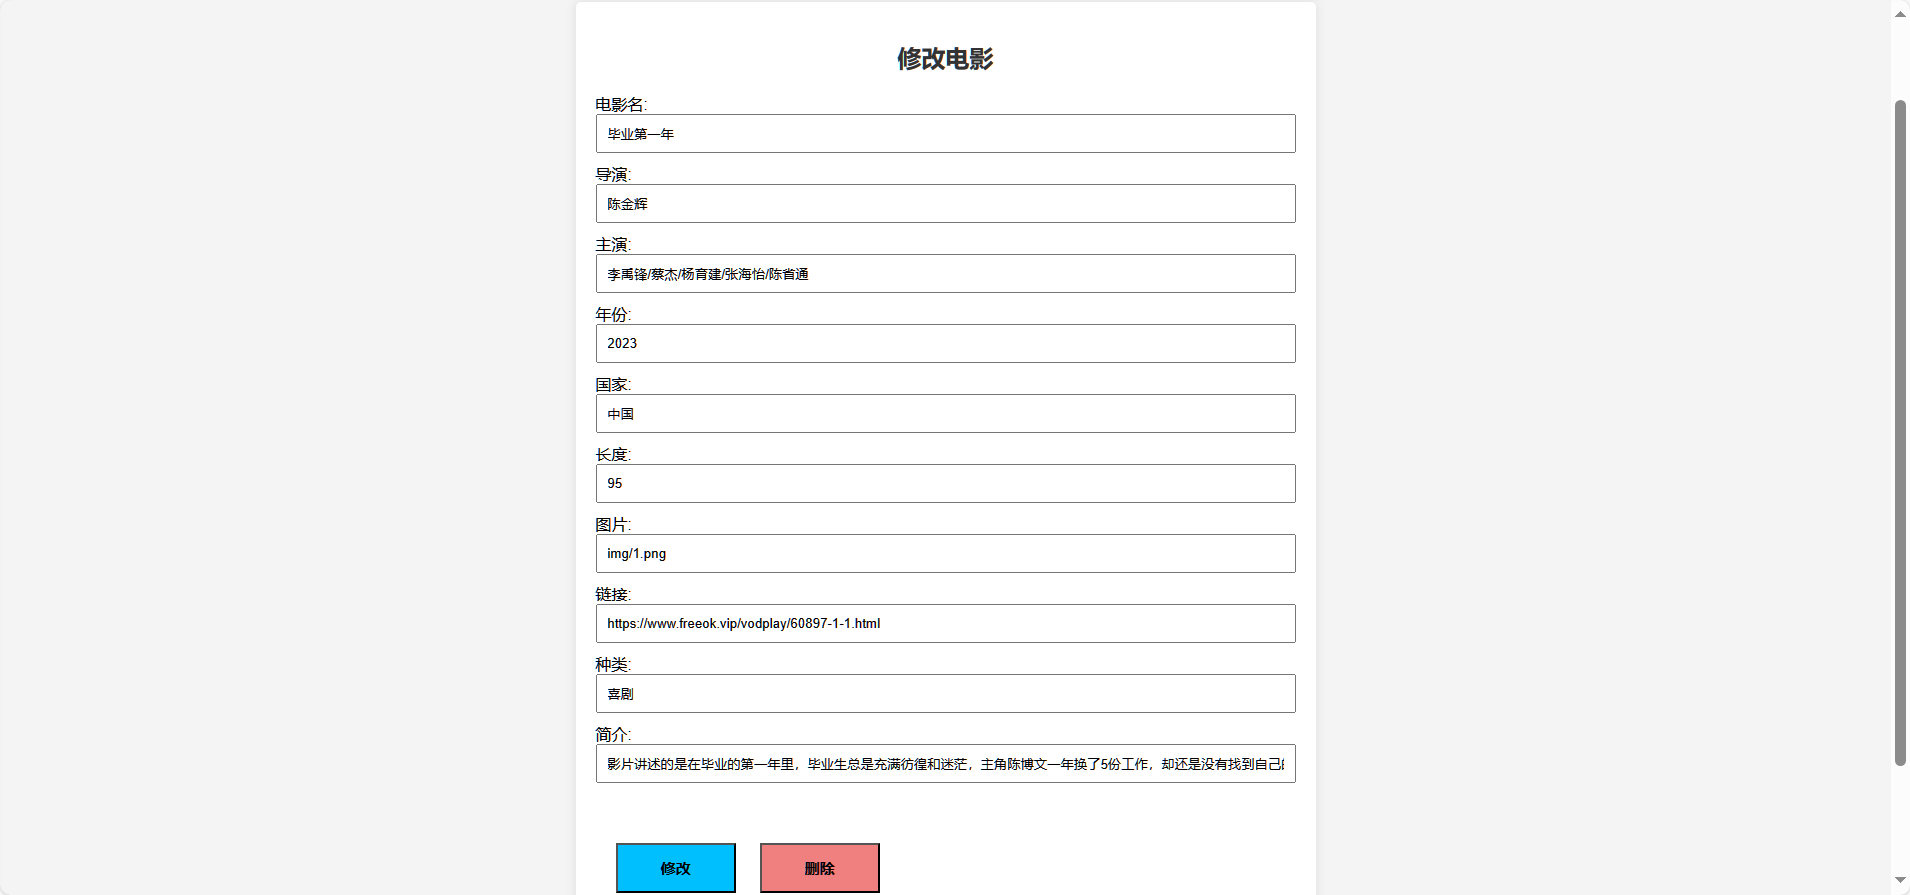 修改电影
电影名:
毕业第一年
导演:
陈金辉
主演:
李禹锋/蔡杰/杨育建/张海怡/陈省通
年份:
2023
国家:
中国
长度:
95
图片:
img/1.png
链接:
https://www.freeok.vip/vodplay/60897-1-1.html
种类:
喜剧
简介:
影片讲述的是在毕业的第一年里，毕业生总是充满彷徨和迷茫，主角陈博文一年换了5份工作，却还是没有找到自己
修改 删除